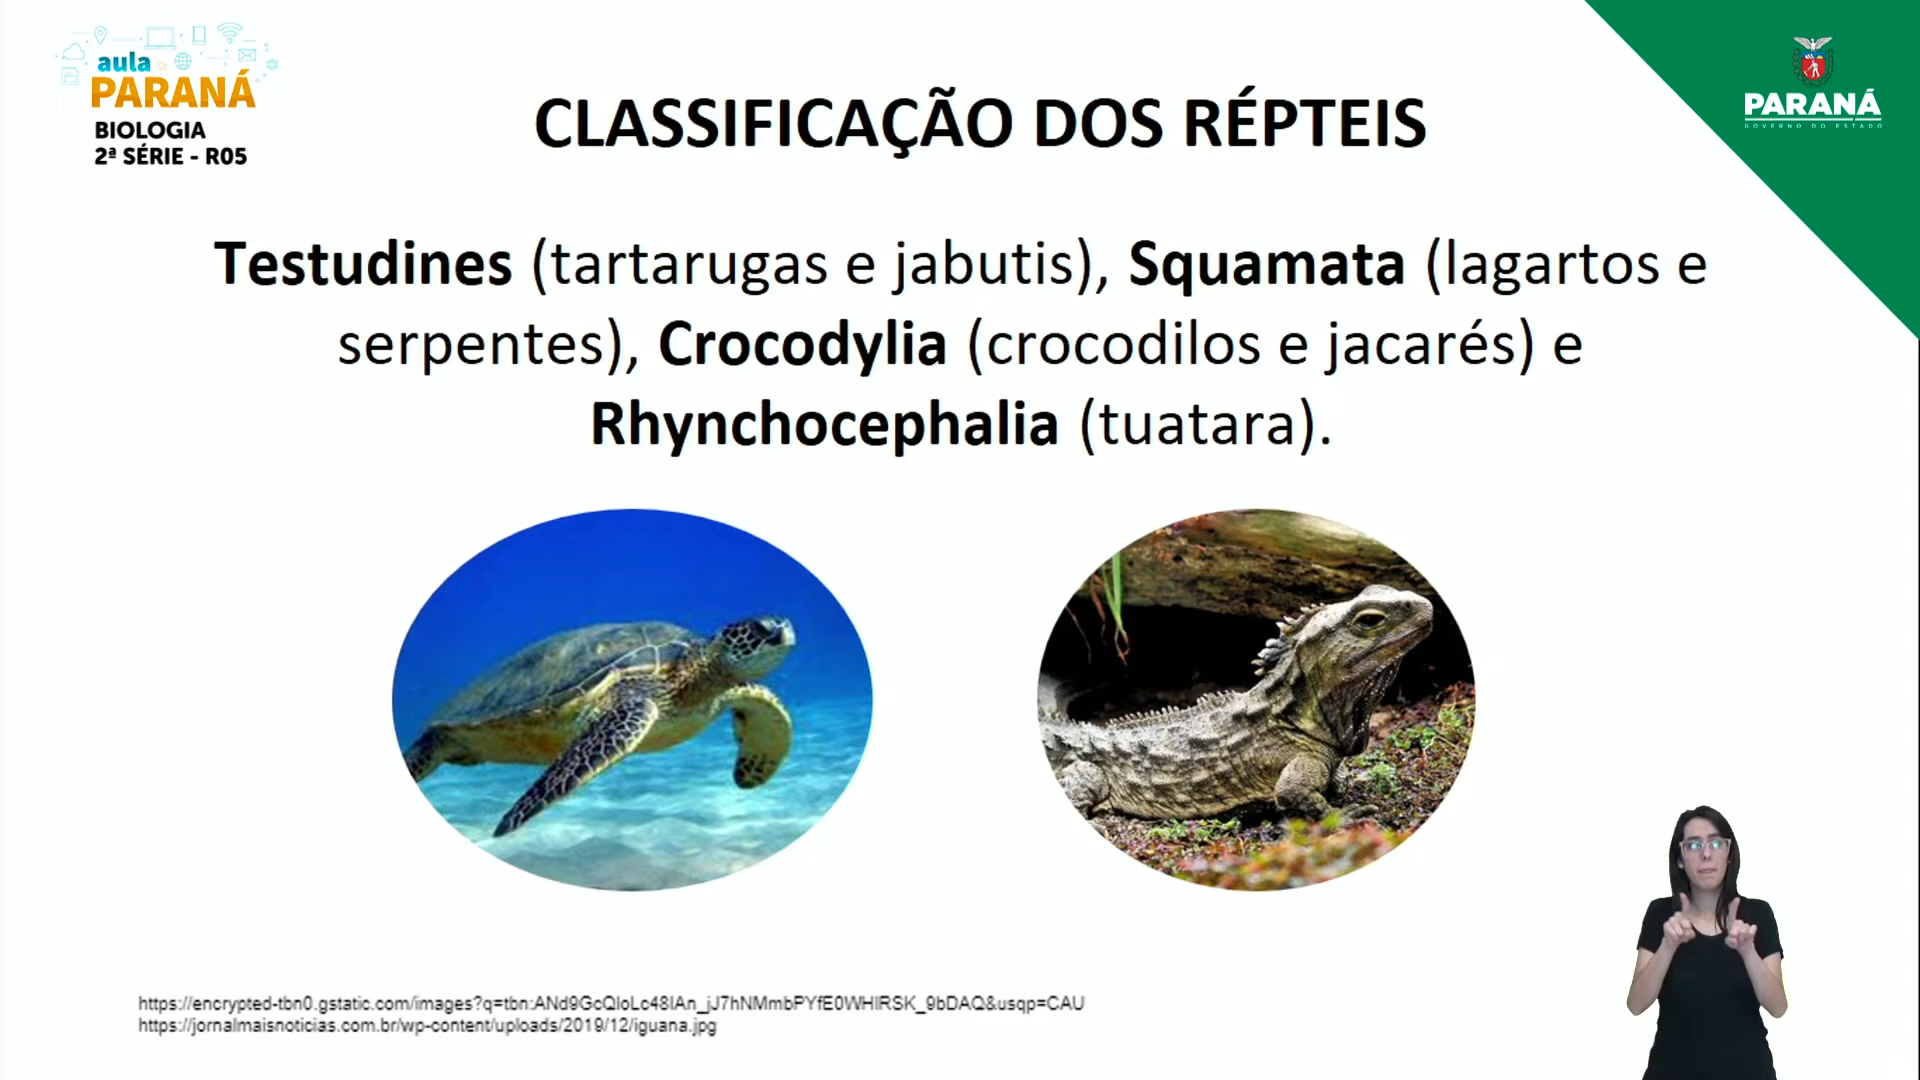 aula
PARANÁ
BIOLOGIA
2ª SÉRIE - R05
PARANÁ
GOVERNO DO ESTADO
CLASSIFICAÇÃO DOS RÉPTEIS
Testudines (tartarugas e jabutis), Squamata (lagartos e
serpentes), Crocodylia (crocodilos e jacarés) e
Rhynchocephalia (tuatara).
https://encrypted-tbn0.gstatic.com/images?q=tbn:ANd9GcQloLc48IAn_jJ7hNMmbPYfE0WHIRSK_9bDAQ&usqp=CAU
https://jornalmaisnoticias.com.br/wp-content/uploads/2019/12/iguana.jpg